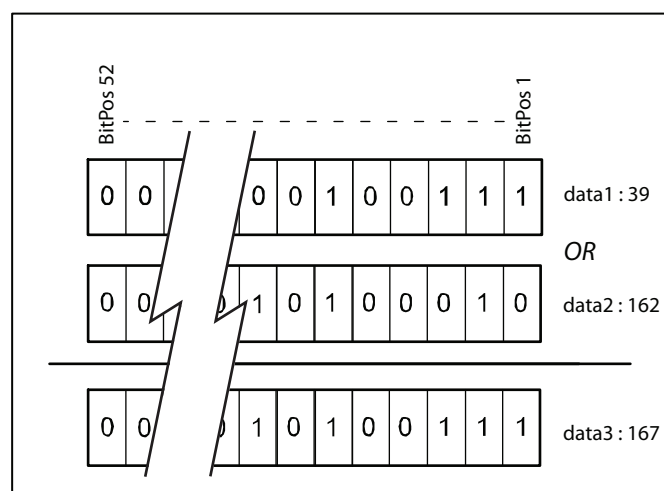 BitPos 52
BitPos 1
0 0 0 0 1 0 0 1 1 1 data1 : 39
OR
0 0 0 1 0 1 0 0 0 1 0 data2 : 162
0 0 0 1 0 1 0 0 1 1 1 data3 : 167